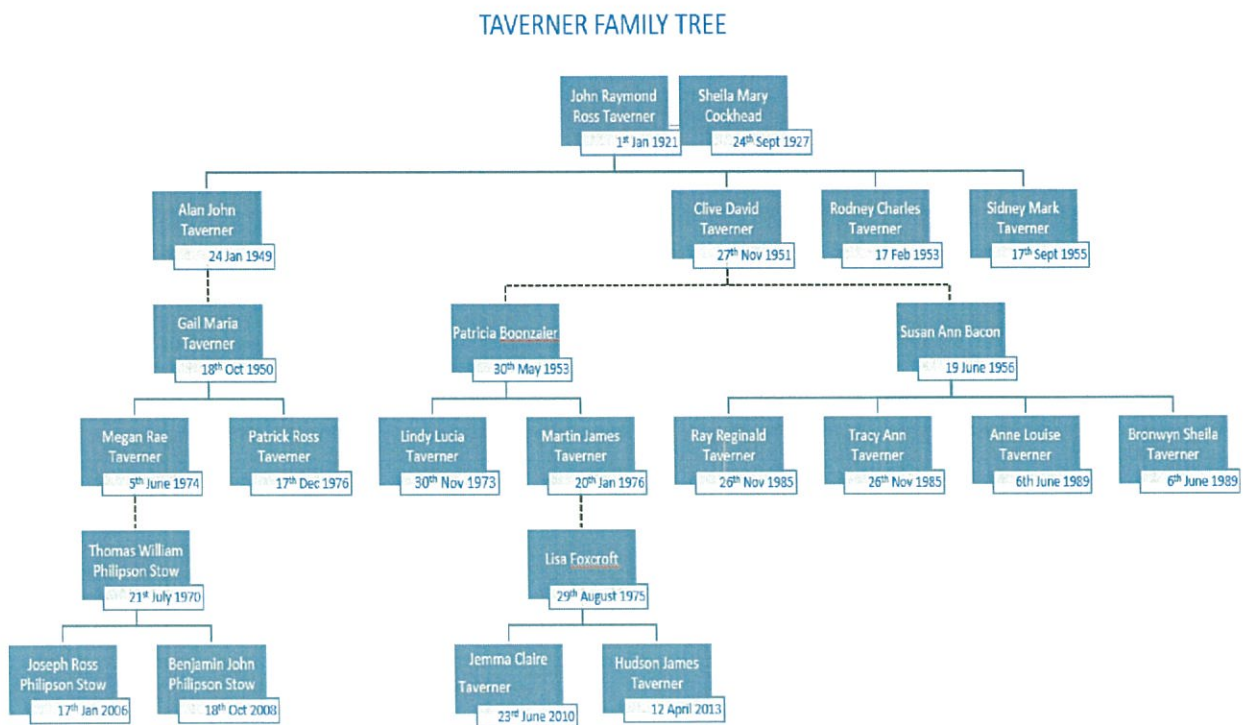 TAVERNER FAMILY TREE
John Raymond
Ross Taverner
1st Jan 1921
Sheila Mary
Cockhead
24th Sept 1927
Alan John
Taverner
24 Jan 1949
Clive David
Taverner
27th Nov 1951
Rodney Charles
Taverner
17 Feb 1953
Sidney Mark
Taverner
17th Sept 1955
Gail Maria
Taverner
18th Oct 1950
Patricia Boonzaier
30th May 1953
Susan Ann Bacon
19 June 1956
Megan Rae
Taverner
5th June 1974
Patrick Ross
Taverner
17th Dec 1976
Lindy Lucia
Taverner
30th Nov 1973
Martin James
Taverner
20th Jan 1976
Ray Reginald
Taverner
26th Nov 1985
Tracy Ann
Taverner
26th Nov 1985
Anne Louise
Taverner
6th June 1989
Bronwyn Sheila
Taverner
6th June 1989
Thomas William
Philipson Stow
21st July 1970
Lisa Foxcroft
29th August 1975
Joseph Ross
Philipson Stow
17th Jan 2006
Benjamin John
Philipson Stow
18th Oct 2008
Jemma Claire
Taverner
23rd June 2010
Hudson James
Taverner
12 April 2013